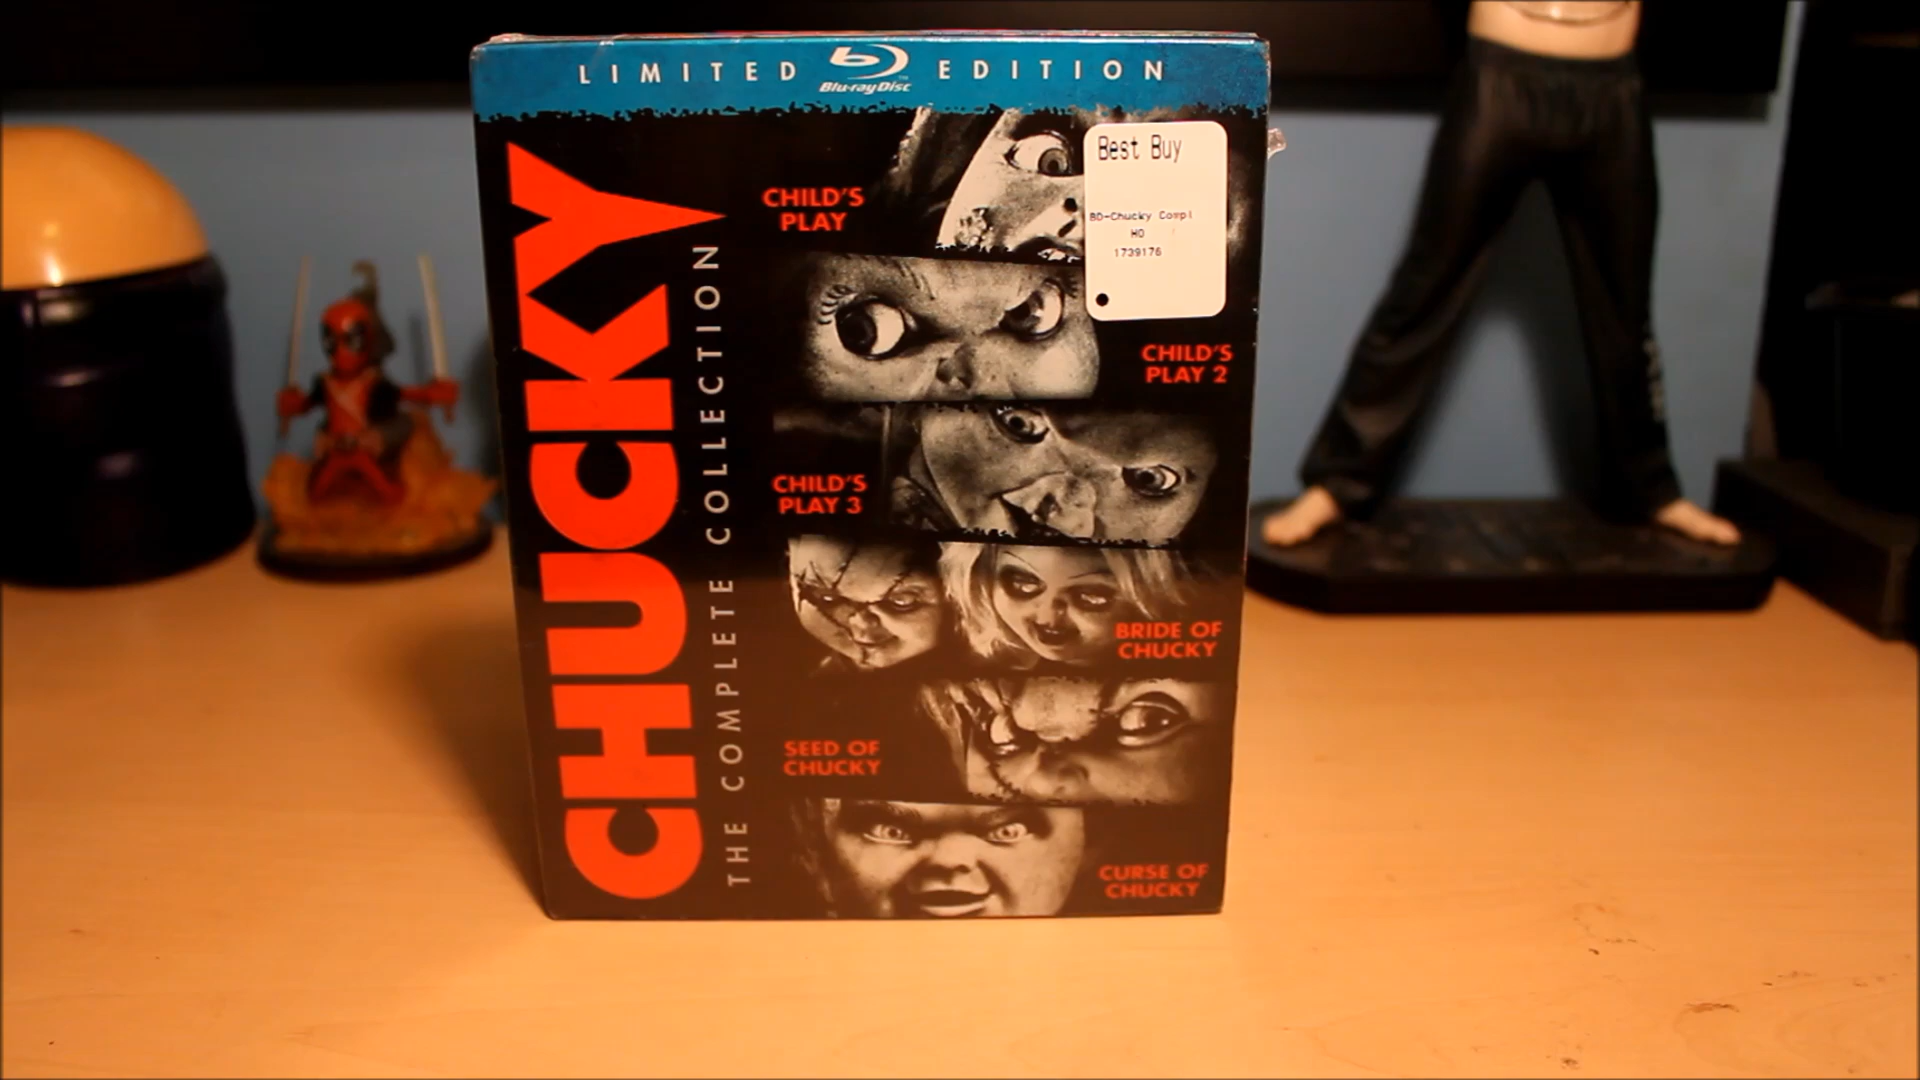 LIMITED Blu-ray Disc™ EDITION
CHUCKY
THE COMPLETE COLLECTION
Best Buy
BD-Chucky Compl
HO
1739176
CHILD'S
PLAY
CHILD'S
PLAY 2
CHILD'S
PLAY 3
BRIDE OF
CHUCKY
SEED OF
CHUCKY
CURSE OF
CHUCKY